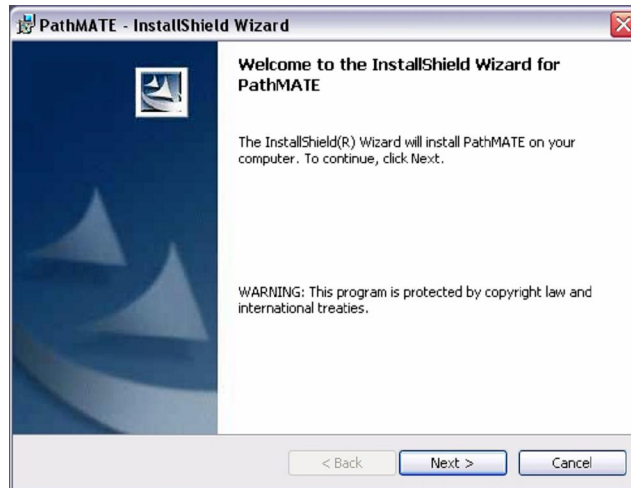 PathMATE - InstallShield Wizard
Welcome to the InstallShield Wizard for
PathMATE
The InstallShield(R) Wizard will install PathMATE on your
computer. To continue, click Next.
WARNING: This program is protected by copyright law and
international treaties.
< Back Next > Cancel